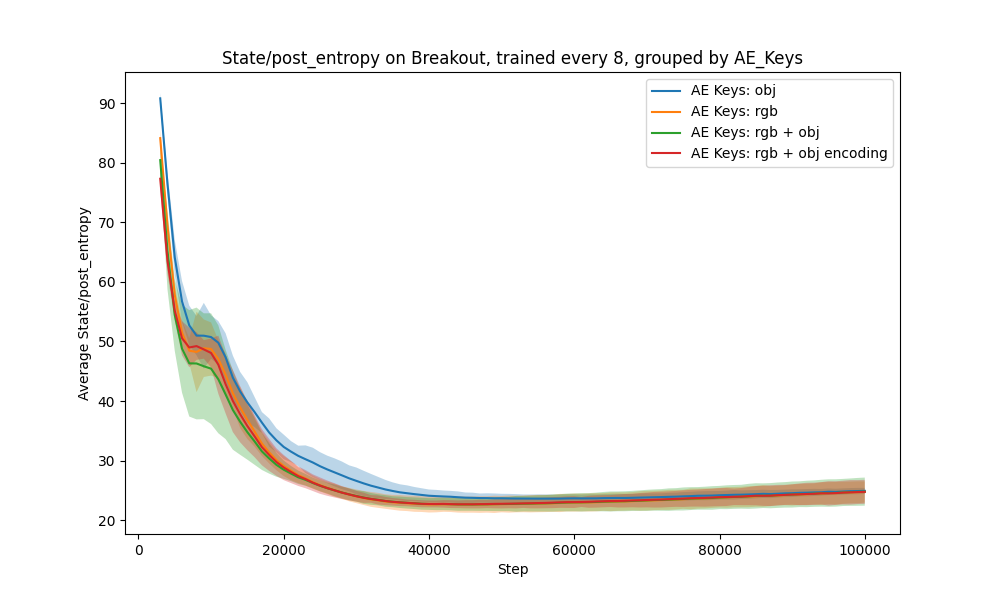 State/post_entropy on Breakout, trained every 8, grouped by AE_Keys
AE Keys: obj
AE Keys: rgb
AE Keys: rgb + obj
AE Keys: rgb + obj encoding
Average State/post_entropy
90
80
70
60
50
40
30
20
0 20000 40000 60000 80000 100000
Step